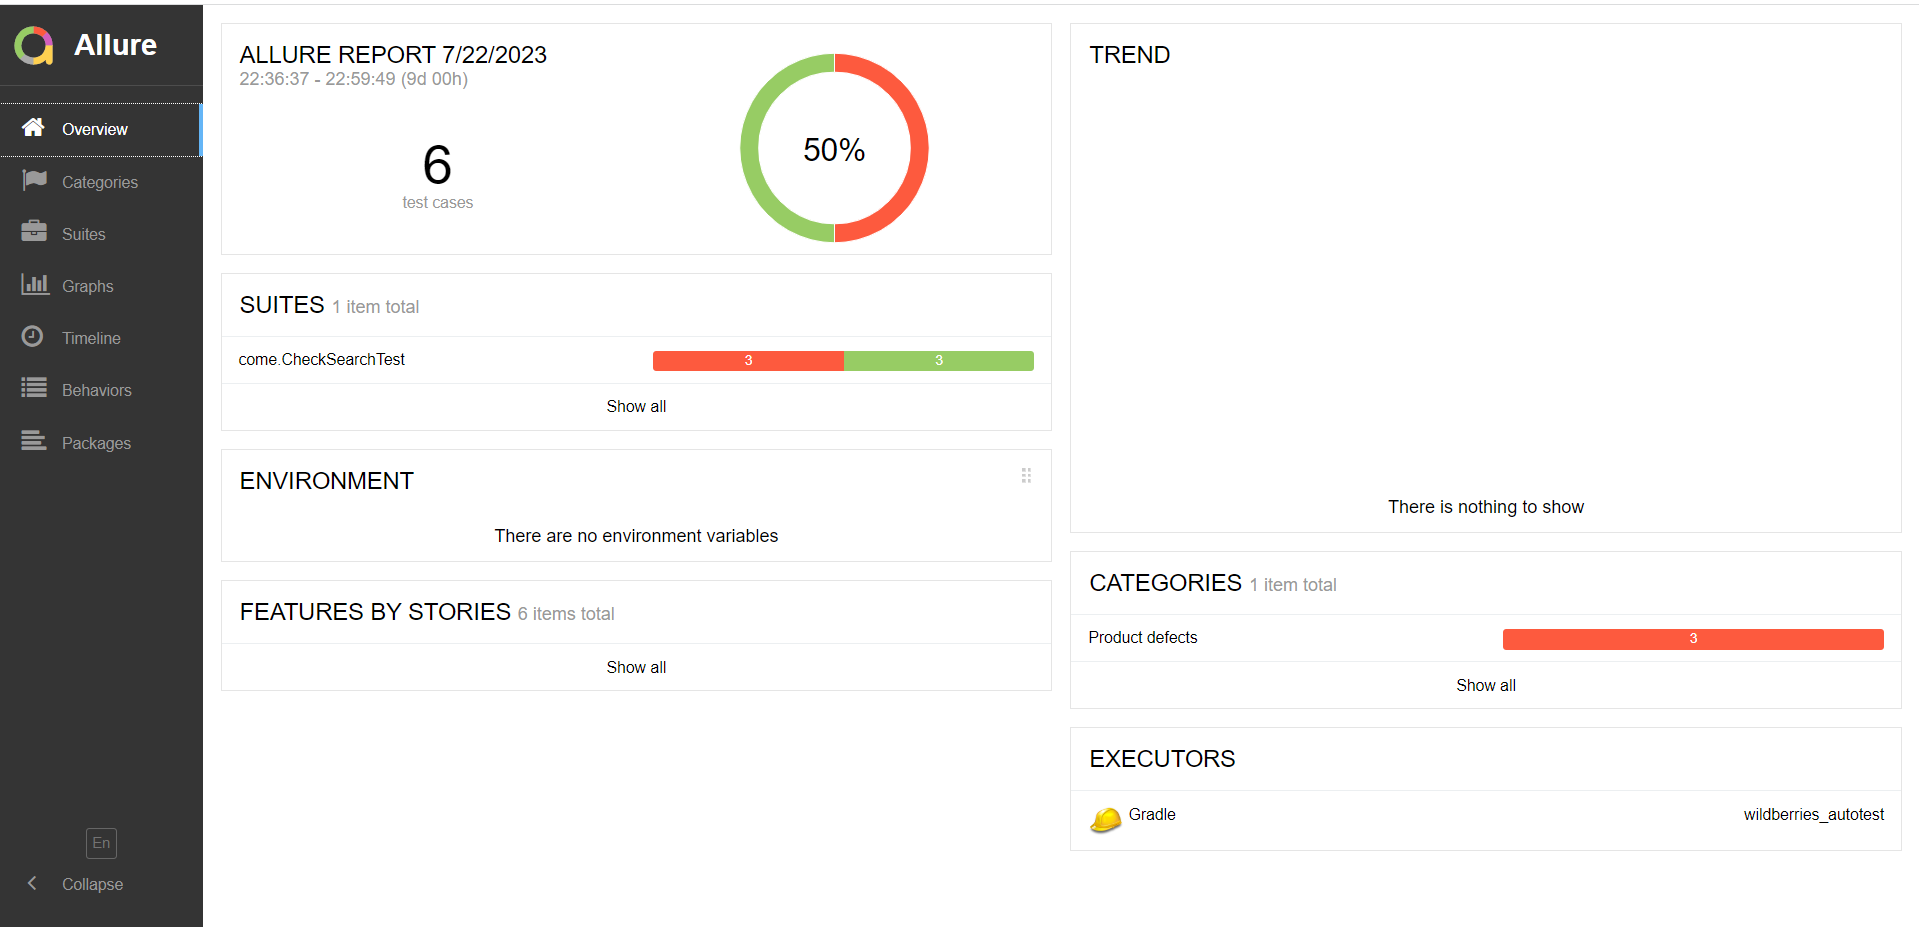 Allure
Overview
Categories
Suites
Graphs
Timeline
Behaviors
Packages
En
Collapse
ALLURE REPORT 7/22/2023
22:36:37 - 22:59:49 (9d 00h)
6
test cases
50%
SUITES 1 item total
come.CheckSearchTest 3 3
Show all
ENVIRONMENT
There are no environment variables
FEATURES BY STORIES 6 items total
Show all
TREND
There is nothing to show
CATEGORIES 1 item total
Product defects 3
Show all
EXECUTORS
Gradle wildberries_autotest